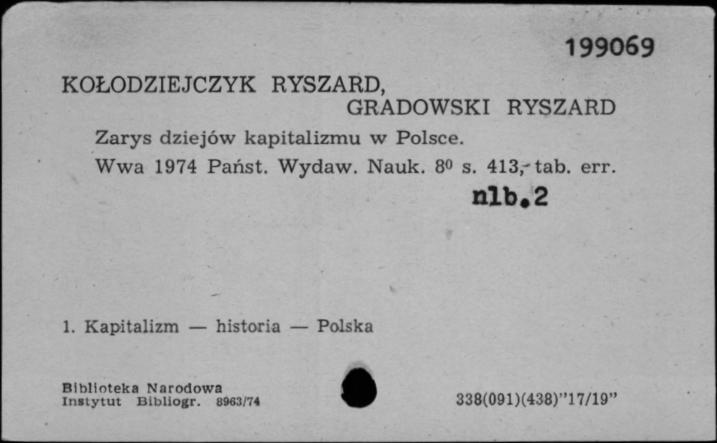 199069
KOŁODZIEJCZYK RYSZARD,
GRADOWSKI RYSZARD
Zarys dziejów kapitalizmu w Polsce.
Wwa 1974 Państ. Wydaw. Nauk. 8⁰ s. 413,- tab. err.
nlb.2
1. Kapitalizm — historia — Polska
Biblioteka Narodowa
Instytut Bibliogr. 8963/74
338(091)(438)"17/19"